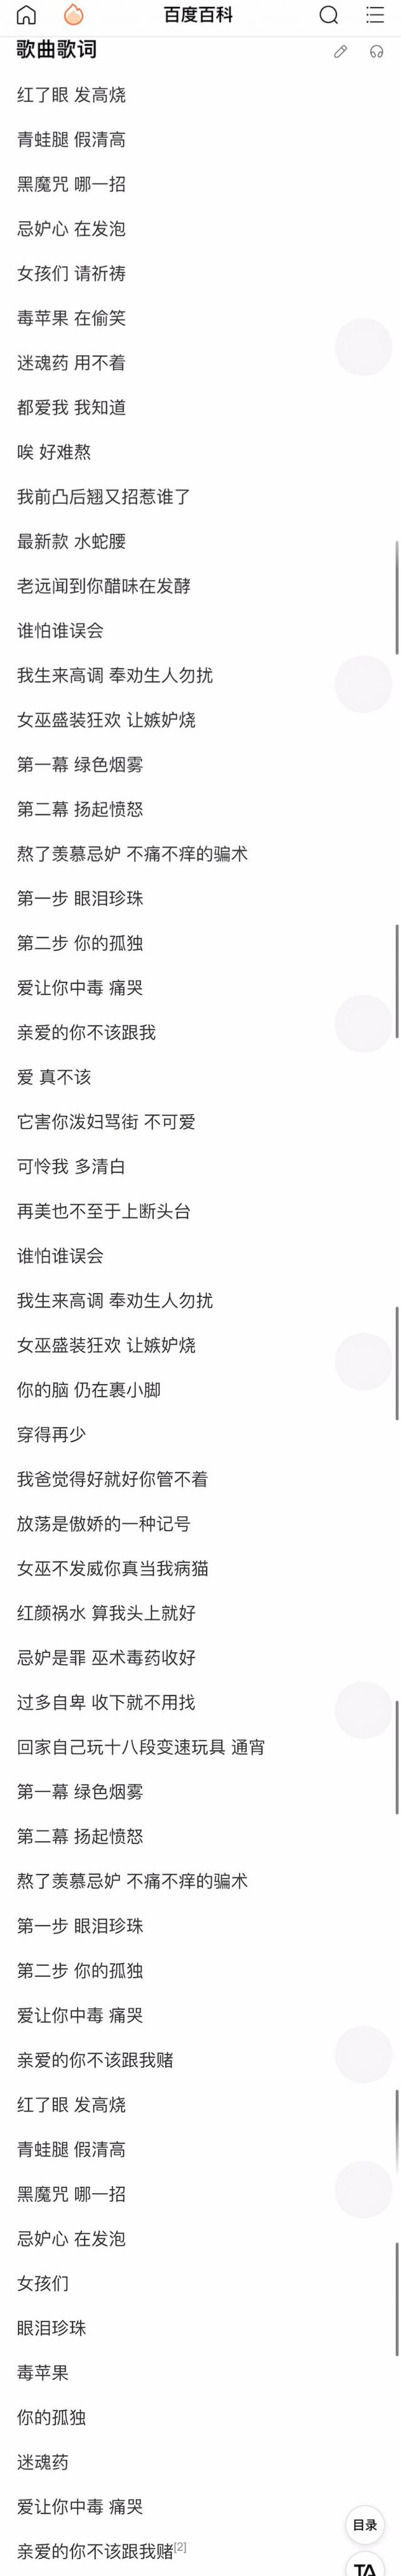 百度百科
歌曲歌词
红了眼 发高烧
青蛙腿 假清高
黑魔咒 哪一招
忌妒心 在发泡
女孩们 请祈祷
毒苹果 在偷笑
迷魂药 用不着
都爱我 我知道
唉 好难熬
我前凸后翘又招惹谁了
最新款 水蛇腰
老远闻到你醋味在发酵
谁怕谁误会
我生来高调 奉劝生人勿扰
女巫盛装狂欢 让嫉妒烧
第一幕 绿色烟雾
第二幕 扬起愤怒
熬了羡慕忌妒 不痛不痒的骗术
第一步 眼泪珍珠
第二步 你的孤独
爱让你中毒 痛哭
亲爱的你不该跟我
爱 真不该
它害你泼妇骂街 不可爱
可怜我 多清白
再美也不至于上断头台
谁怕谁误会
我生来高调 奉劝生人勿扰
女巫盛装狂欢 让嫉妒烧
你的脑 仍在裹小脚
穿得再少
我爸觉得好就好你管不着
放荡是傲娇的一种记号
女巫不发威你真当我病猫
红颜祸水 算我头上就好
忌妒是罪 巫术毒药收好
过多自卑 收下就不用找
回家自己玩十八段变速玩具 通宵
第一幕 绿色烟雾
第二幕 扬起愤怒
熬了羡慕忌妒 不痛不痒的骗术
第一步 眼泪珍珠
第二步 你的孤独
爱让你中毒 痛哭
亲爱的你不该跟我赌
红了眼 发高烧
青蛙腿 假清高
黑魔咒 哪一招
忌妒心 在发泡
女孩们
眼泪珍珠
毒苹果
你的孤独
迷魂药
爱让你中毒 痛哭
目录
亲爱的你不该跟我赌[2]
TA